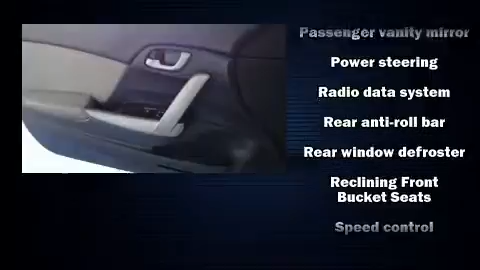 Passenger vanity mirror
Power steering
Radio data system
Rear anti-roll bar
Rear window defroster
Reclining Front
Bucket Seats
Speed control